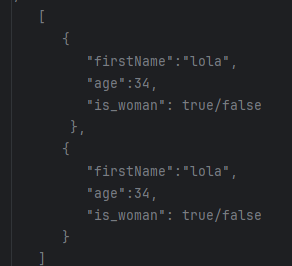 [
{
"firstName":"lola",
"age":34,
"is_woman": true/false
},
{
"firstName":"lola",
"age":34,
"is_woman": true/false
}
]